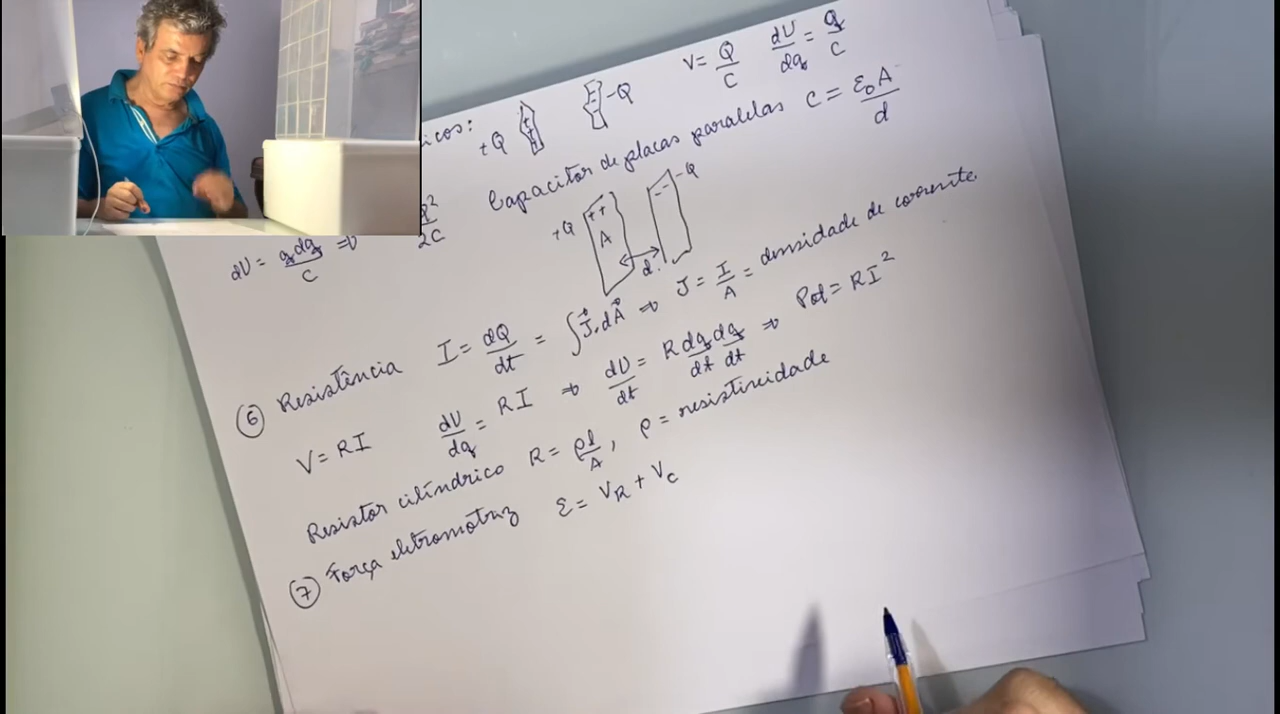 icos: +Q ++ -- -Q V = Q/C dU/dq = q/C
dU = q dq/C ⇒ Q²/2C Capacitor de placas paralelas C = ε₀A/d
+Q ++ A d. -- -Q
⑥ Resistência I = dQ/dt = ∫J⃗.dA⃗ ⇒ J = I/A = densidade de corrente
V = RI dU/dq = RI ⇒ dU/dt = R dq/dt dq/dt ⇒ Pot = RI²
Resistor cilíndrico R = ρl/A, ρ = resistividade
⑦ Força eletromotriz ε = V_R + V_C